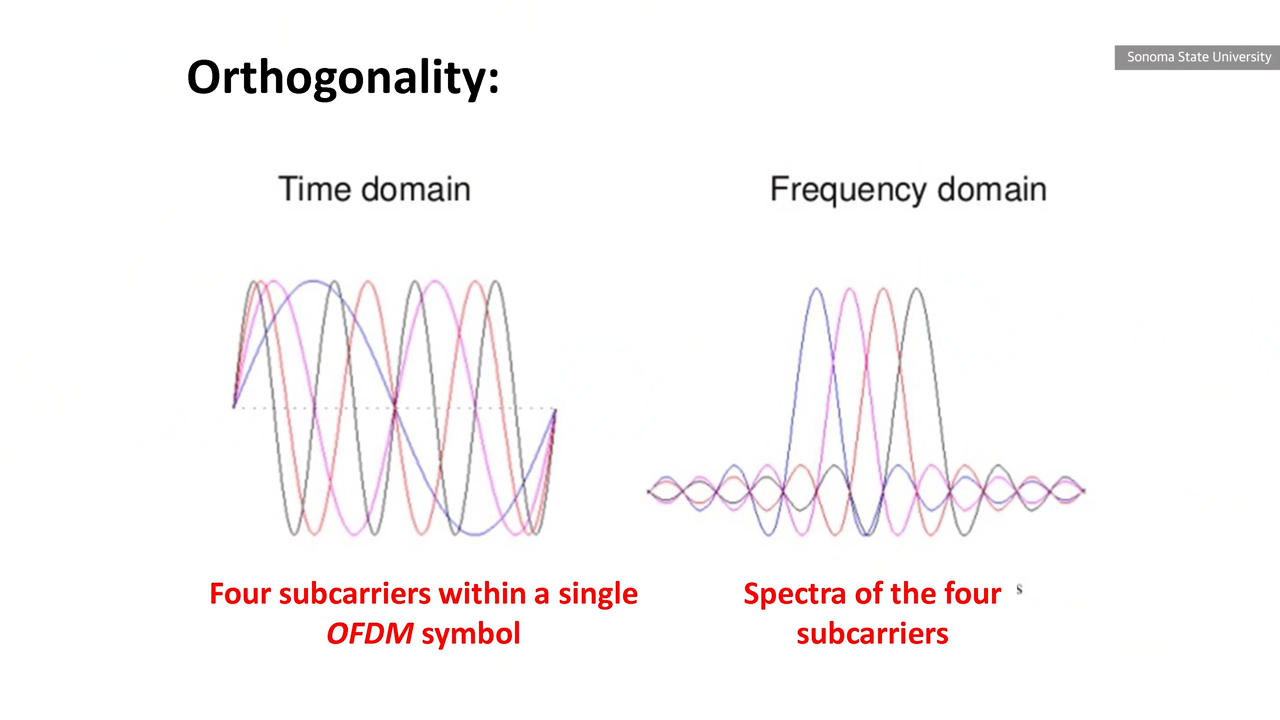 Orthogonality:
Sonoma State University
Time domain
Frequency domain
Four subcarriers within a single
OFDM symbol
Spectra of the four
s
subcarriers